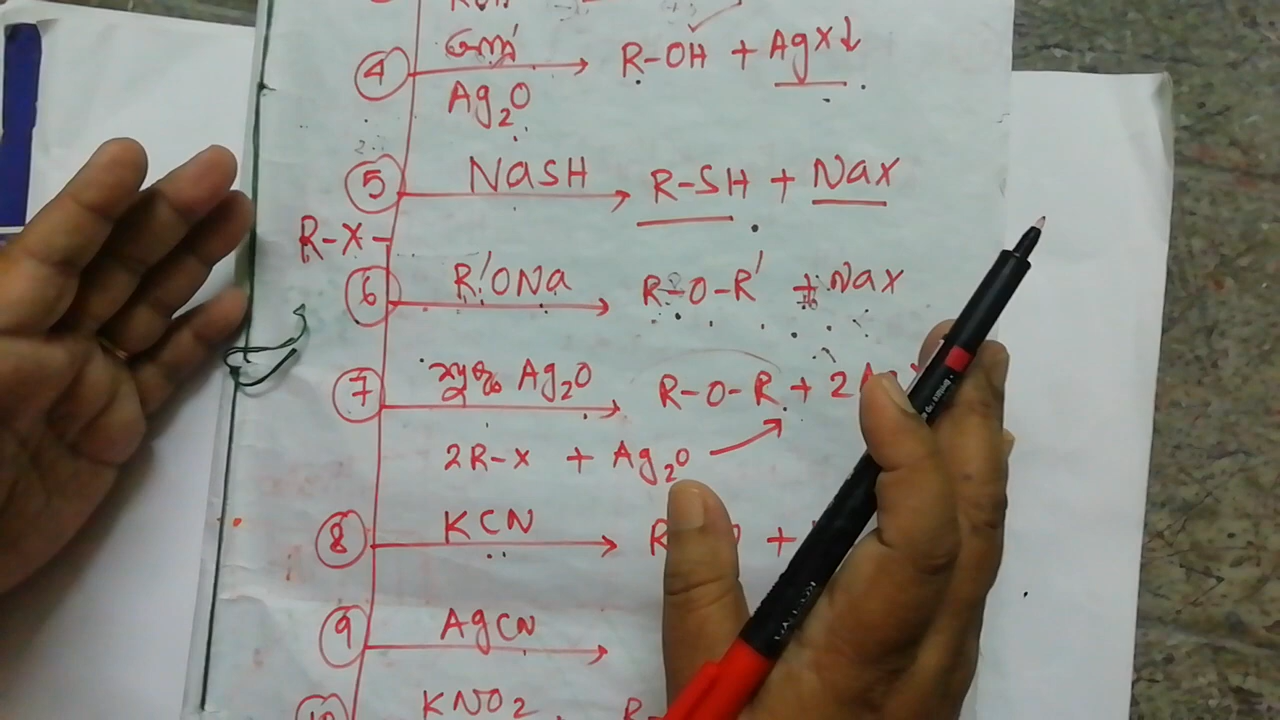 ④ Ag₂O R-OH + AgX↓
⑤ NaSH R-SH + NaX
R-X
⑥ R'ONa R-O-R' + NaX
⑦ শুষ্ক Ag₂O R-O-R + 2
2R-X + Ag₂O
⑧ KCN R +
⑨ AgCN
KNO₂